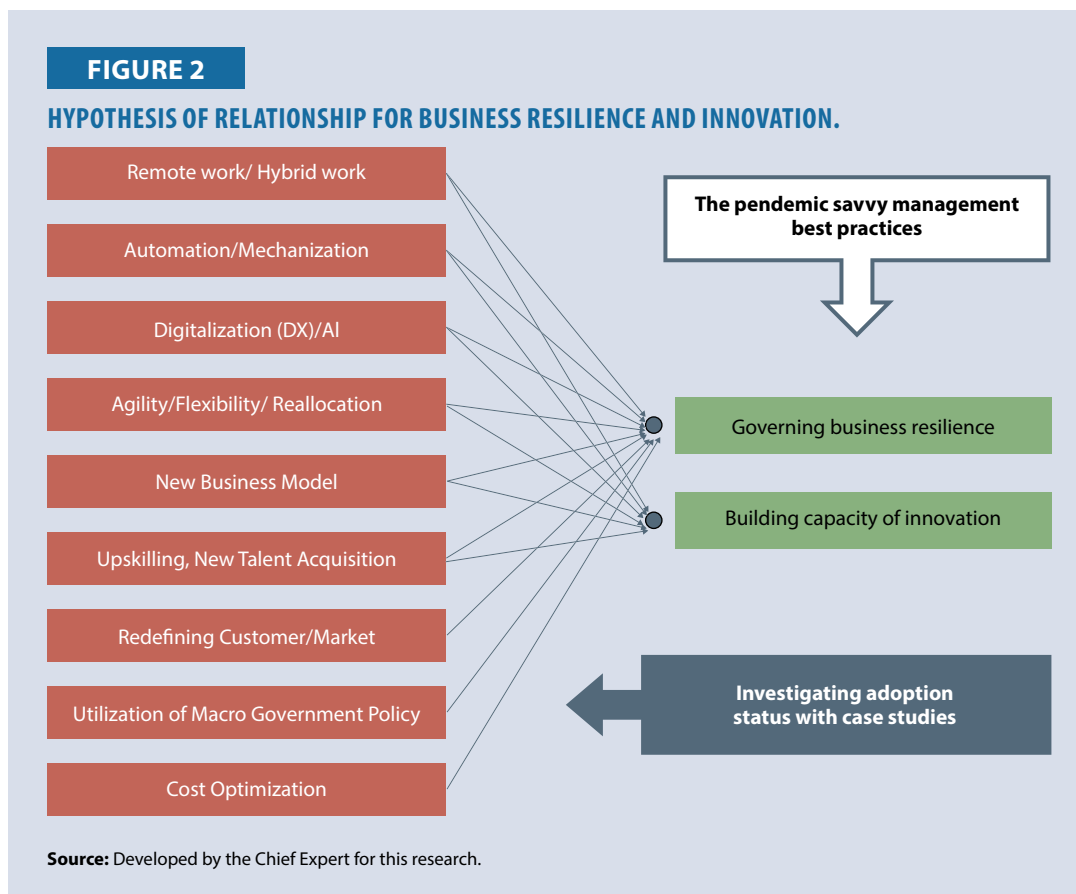 FIGURE 2
HYPOTHESIS OF RELATIONSHIP FOR BUSINESS RESILIENCE AND INNOVATION.
Remote work/ Hybrid work
Automation/Mechanization
Digitalization (DX)/AI
Agility/Flexibility/ Reallocation
New Business Model
Upskilling, New Talent Acquisition
Redefining Customer/Market
Utilization of Macro Government Policy
Cost Optimization
The pendemic savvy management
best practices
Governing business resilience
Building capacity of innovation
Investigating adoption
status with case studies
Source: Developed by the Chief Expert for this research.